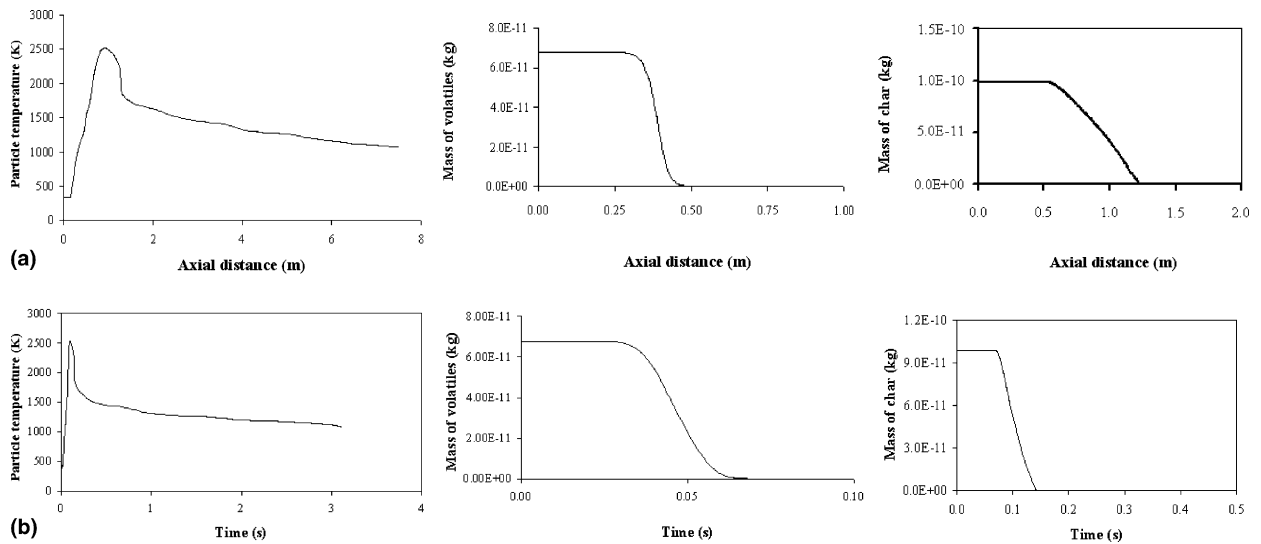 Particle temperature (K)
3000
2500
2000
1500
1000
500
0
0 2 4 6 8
Axial distance (m)
(a)
Mass of volatiles (kg)
8.0E-11
6.0E-11
4.0E-11
2.0E-11
0.0E+00
0.00 0.25 0.50 0.75 1.00
Axial distance (m)
Mass of char (kg)
1.5E-10
1.0E-10
5.0E-11
0.0E+00
0.0 0.5 1.0 1.5 2.0
Axial distance (m)
Particle temperature (K)
3000
2500
2000
1500
1000
500
0
0 1 2 3 4
Time (s)
(b)
Mass of volatiles (kg)
8.00E-11
6.00E-11
4.00E-11
2.00E-11
0.00E+00
0.00 0.05 0.10
Time (s)
Mass of char (kg)
1.2E-10
9.0E-11
6.0E-11
3.0E-11
0.0E+00
0.0 0.1 0.2 0.3 0.4 0.5
Time (s)